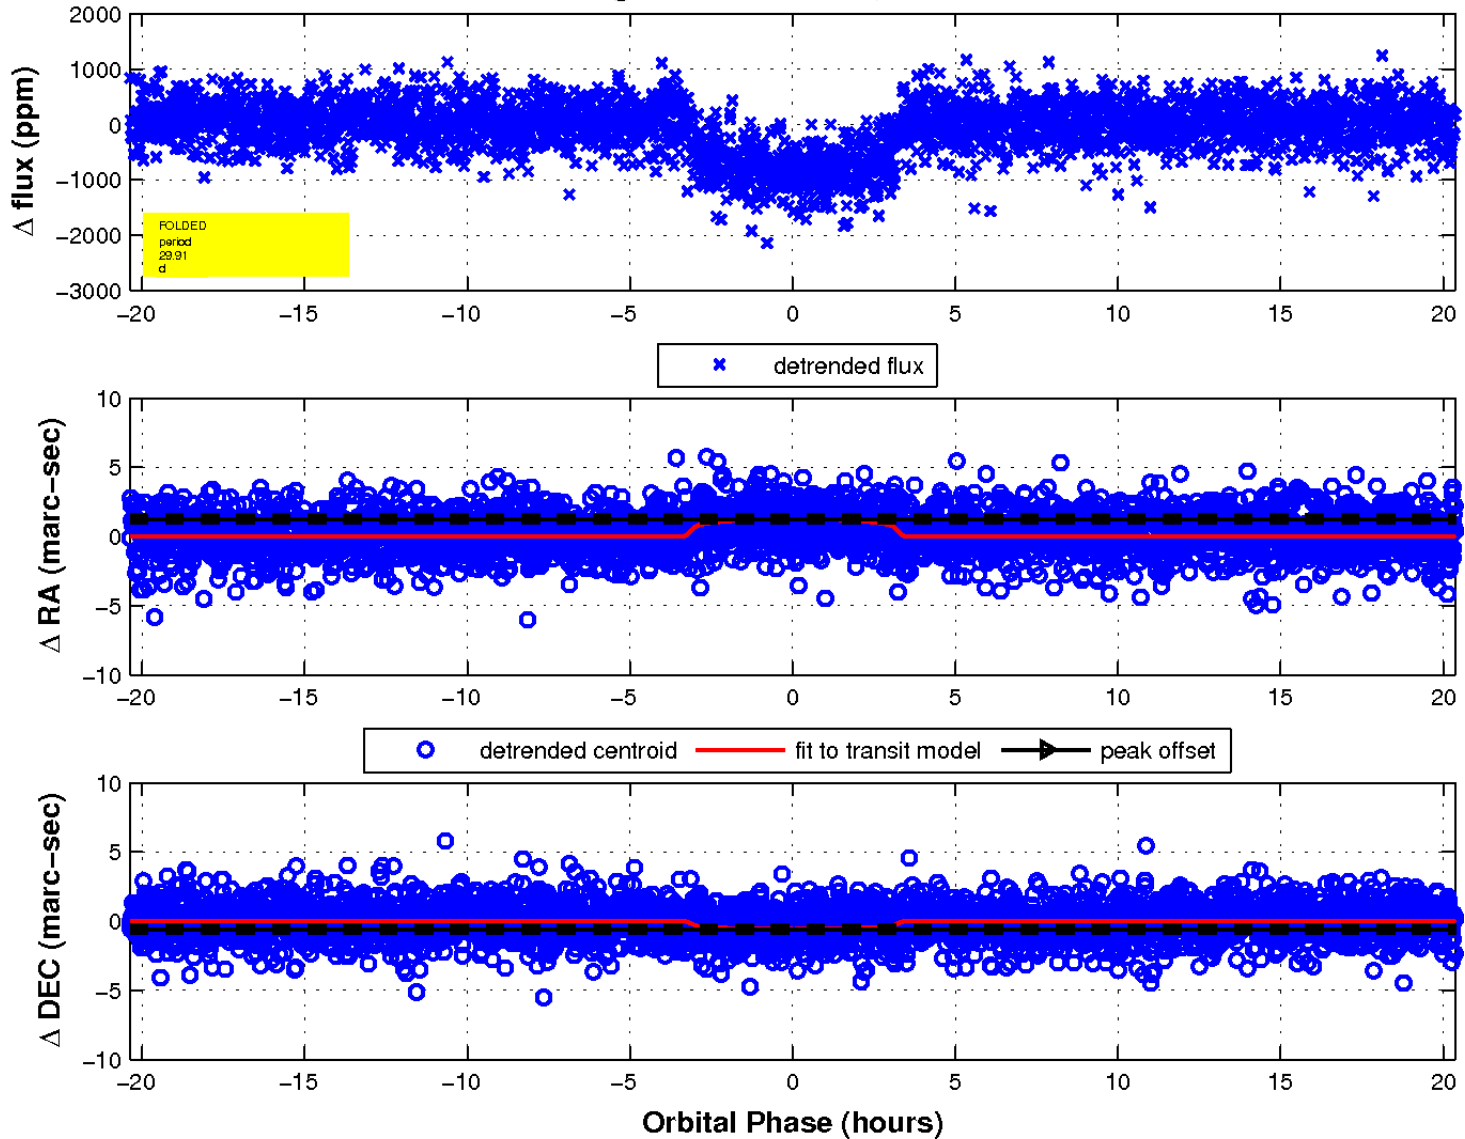 2000
1000
0
−1000
−2000
−3000
Δ flux (ppm)
FOLDED
period
29.91
d
−20 −15 −10 −5 0 5 10 15 20
detrended flux
10
5
0
−5
−10
Δ RA (marc−sec)
−20 −15 −10 −5 0 5 10 15 20
detrended centroid fit to transit model peak offset
10
5
0
−5
−10
Δ DEC (marc−sec)
−20 −15 −10 −5 0 5 10 15 20
Orbital Phase (hours)